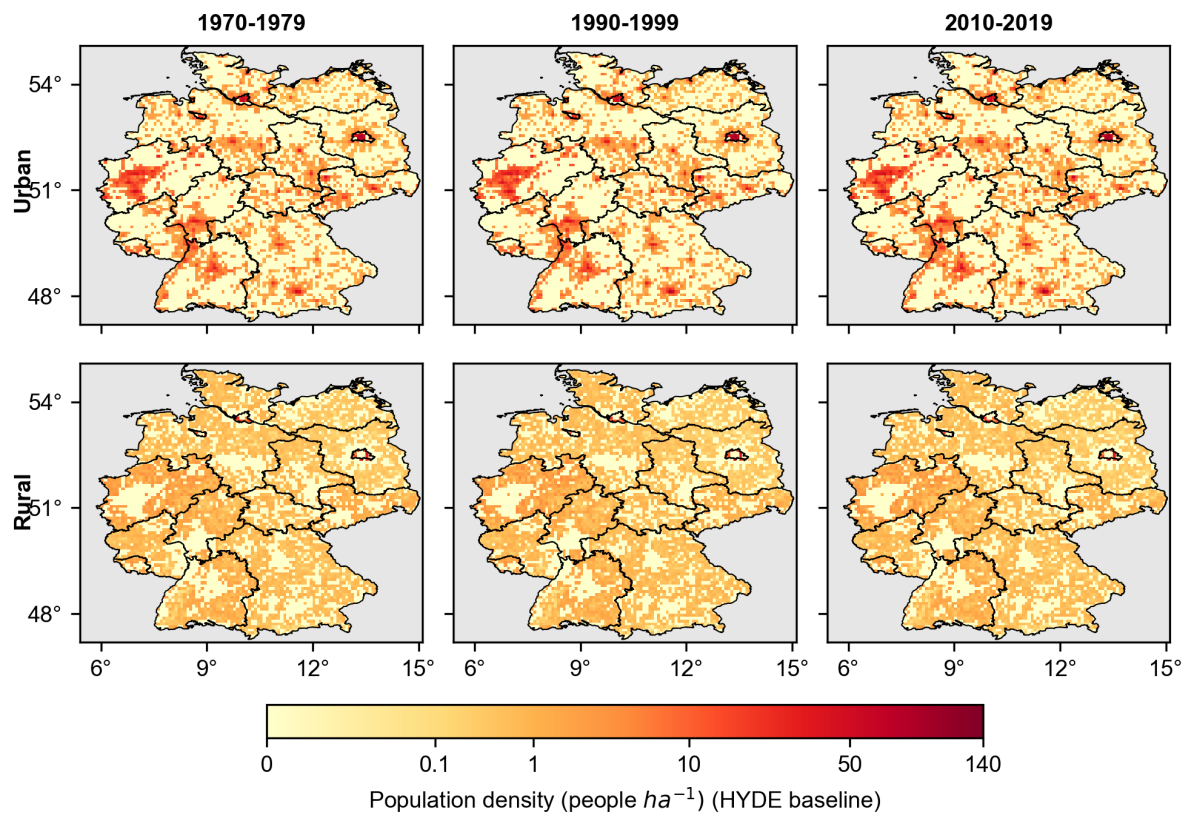 1970-1979 1990-1999 2010-2019
54°
Urban
51°
48°
54°
Rural
51°
48°
6° 9° 12° 15° 6° 9° 12° 15° 6° 9° 12° 15°
0 0.1 1 10 50 140
Population density (people ha⁻¹) (HYDE baseline)